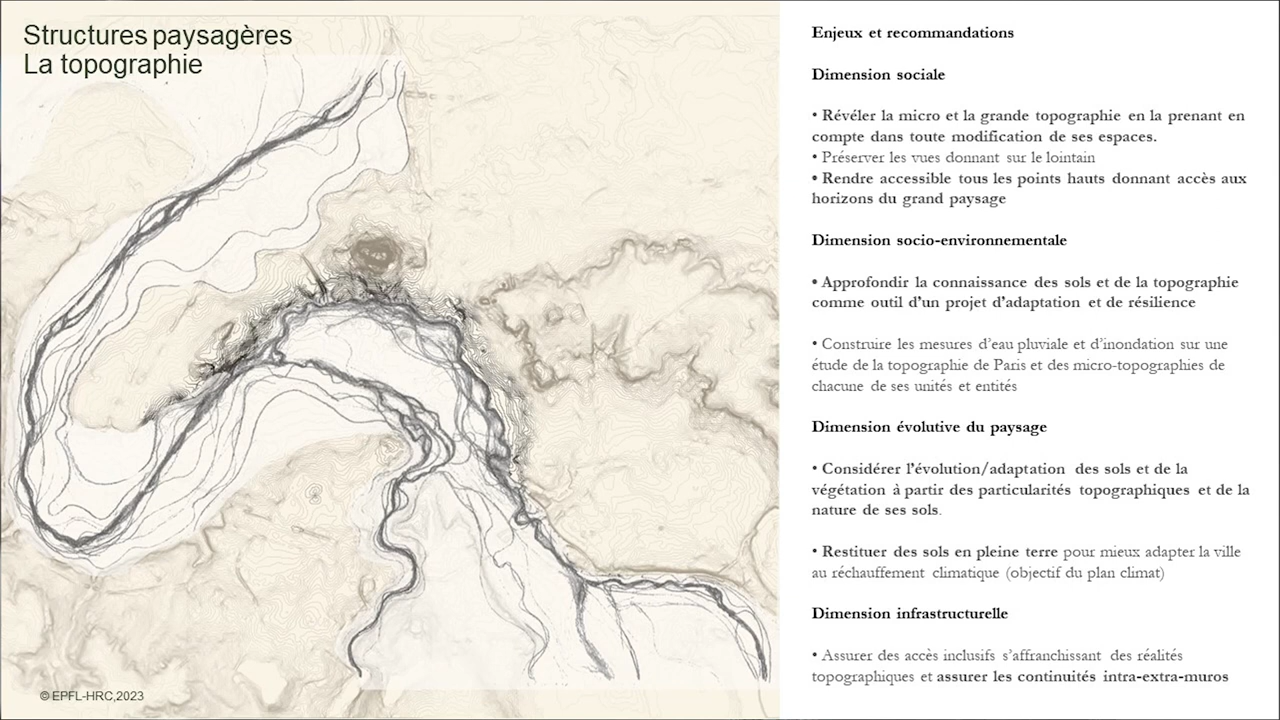 Structures paysagères
La topographie
Enjeux et recommandations
Dimension sociale
• Révéler la micro et la grande topographie en la prenant en
compte dans toute modification de ses espaces.
• Préserver les vues donnant sur le lointain
• Rendre accessible tous les points hauts donnant accès aux
horizons du grand paysage
Dimension socio-environnementale
• Approfondir la connaissance des sols et de la topographie
comme outil d'un projet d'adaptation et de résilience
• Construire les mesures d'eau pluviale et d'inondation sur une
étude de la topographie de Paris et des micro-topographies de
chacune de ses unités et entités
Dimension évolutive du paysage
• Considérer l'évolution/adaptation des sols et de la
végétation à partir des particularités topographiques et de la
nature de ses sols.
• Restituer des sols en pleine terre pour mieux adapter la ville
au réchauffement climatique (objectif du plan climat)
Dimension infrastructurelle
• Assurer des accès inclusifs s'affranchissant des réalités
topographiques et assurer les continuités intra-extra-muros
© EPFL-HRC,2023